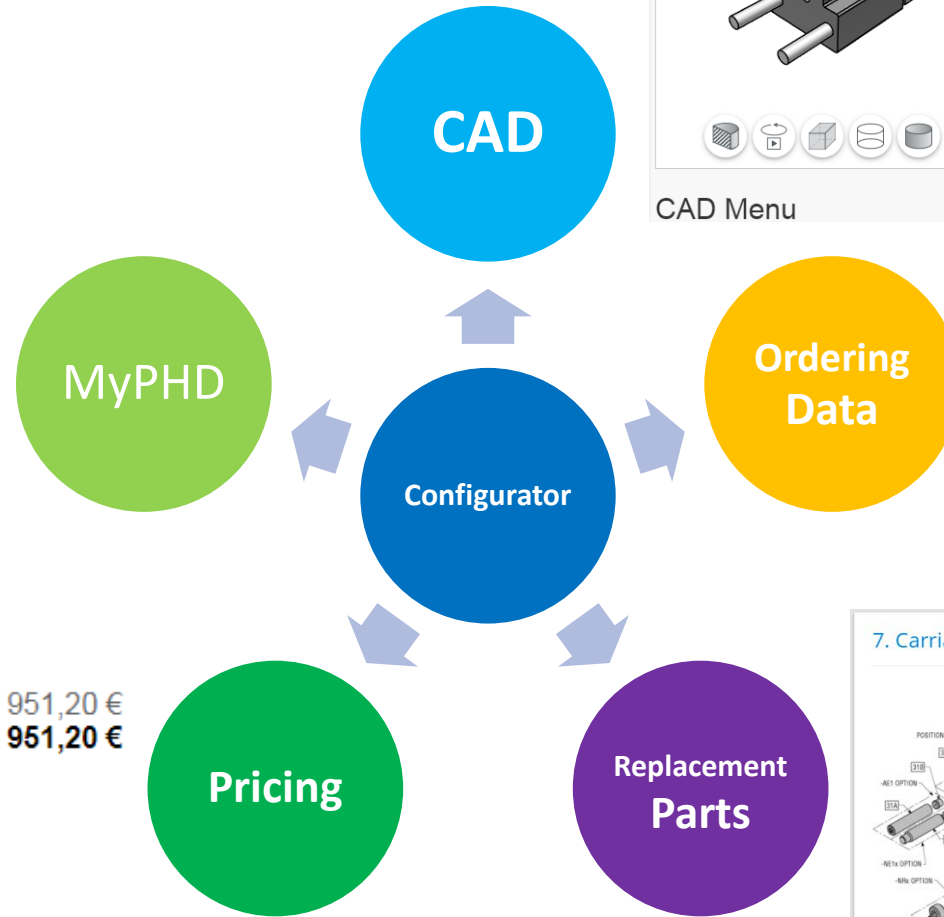 CAD
CAD Menu
MyPHD
Ordering
Data
Configurator
951,20 €
951,20 €
Pricing
Replacement
Parts
7. Carria
POSITION
31B
-AE1 OPTION
31A
-NE1x OPTION
-NRx OPTION